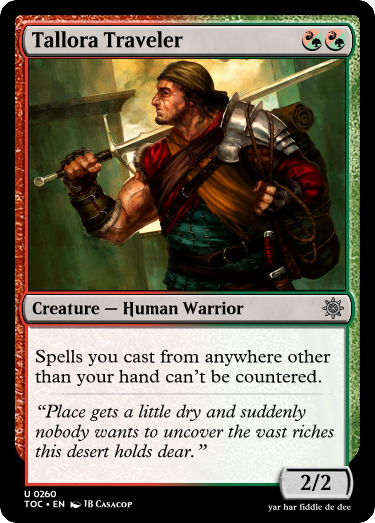 Tallora Traveler
Creature — Human Warrior
Spells you cast from anywhere other
than your hand can't be countered.
“Place gets a little dry and suddenly
nobody wants to uncover the vast riches
this desert holds dear.”
2/2
U 0260
TOC • EN JB Casacop
yar har fiddle de dee